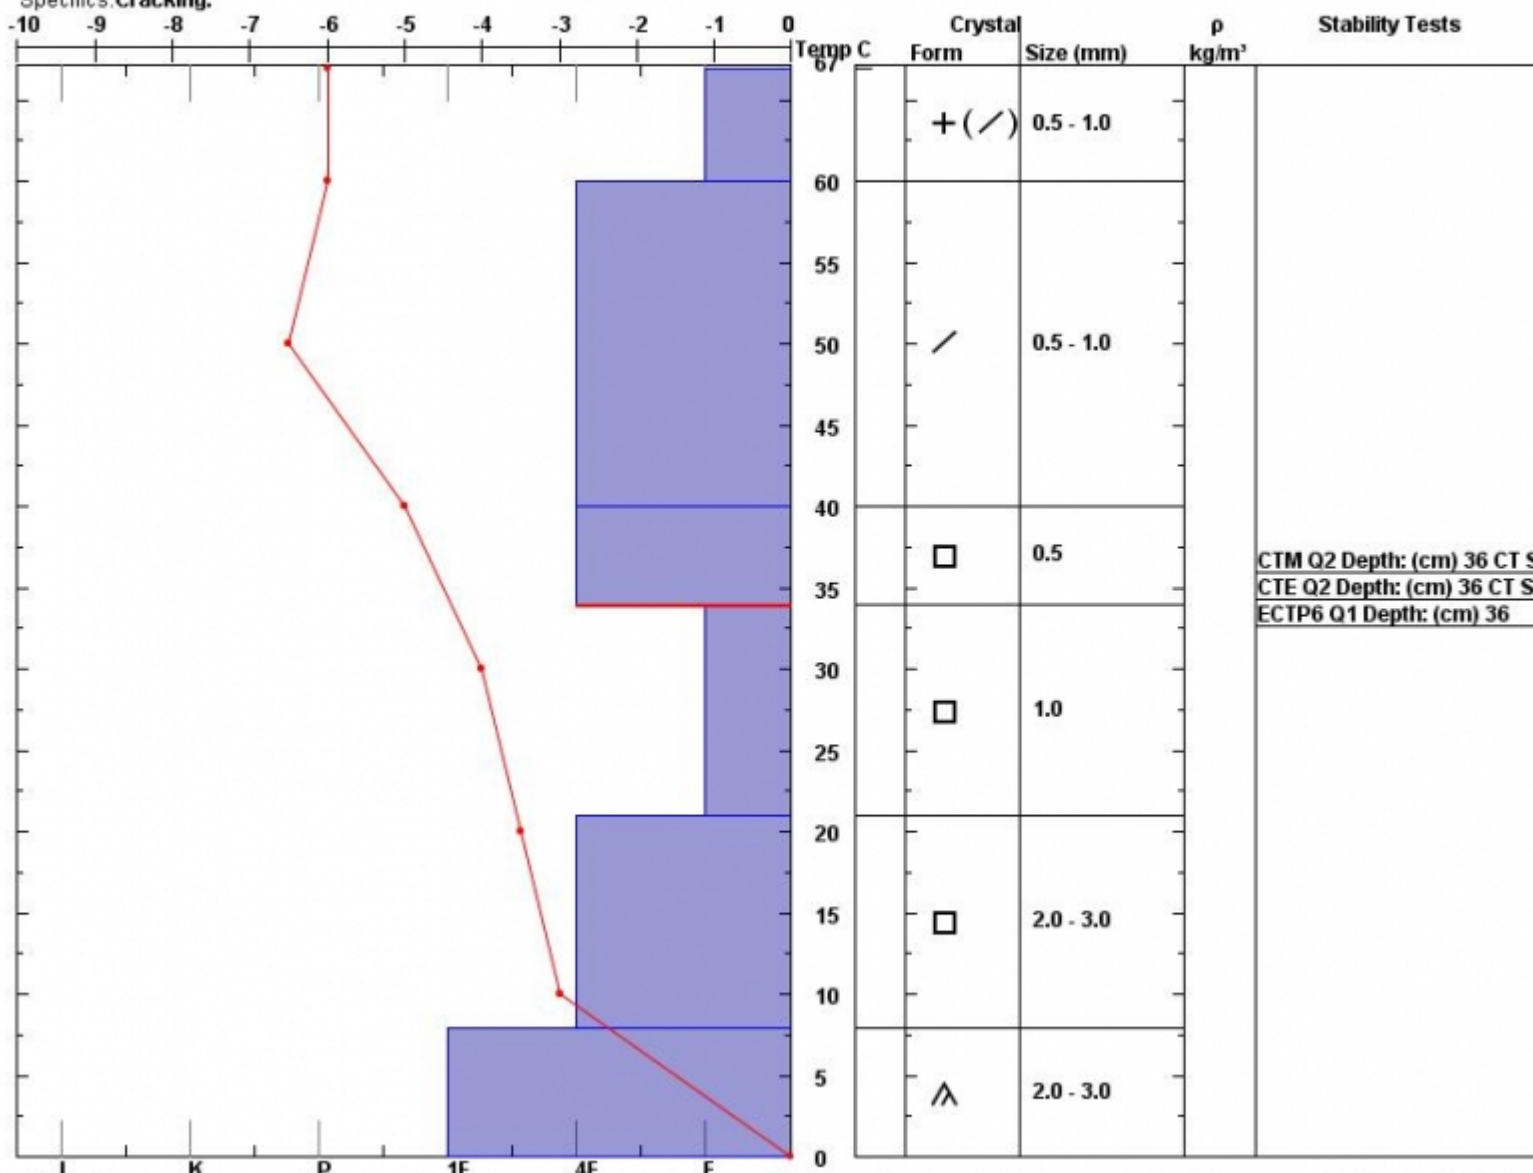 Specifics:Cracking.
-10 -9 -8 -7 -6 -5 -4 -3 -2 -1 0
Temp C
Crystal ρ Stability Tests
Form Size (mm) kg/m³
67
+ (/) 0.5 - 1.0
60
55
/ 0.5 - 1.0
50
45
40
0.5
CTM Q2 Depth: (cm) 36 CT S
CTE Q2 Depth: (cm) 36 CT S
35
ECTP6 Q1 Depth: (cm) 36
30
1.0
25
20
15
2.0 - 3.0
10
5
2.0 - 3.0
0
I K P 1F 4F F